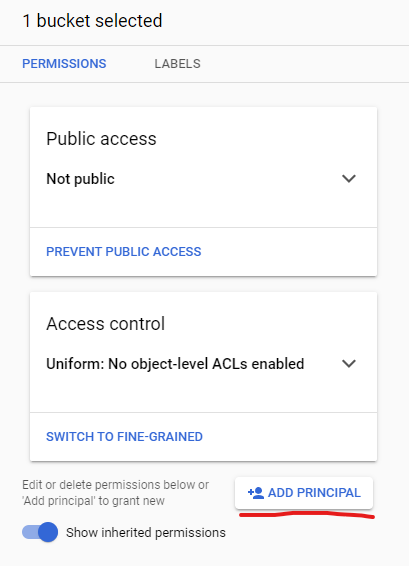 1 bucket selected
PERMISSIONS LABELS
Public access
Not public
PREVENT PUBLIC ACCESS
Access control
Uniform: No object-level ACLs enabled
SWITCH TO FINE-GRAINED
Edit or delete permissions below or
'Add principal' to grant new
ADD PRINCIPAL
Show inherited permissions